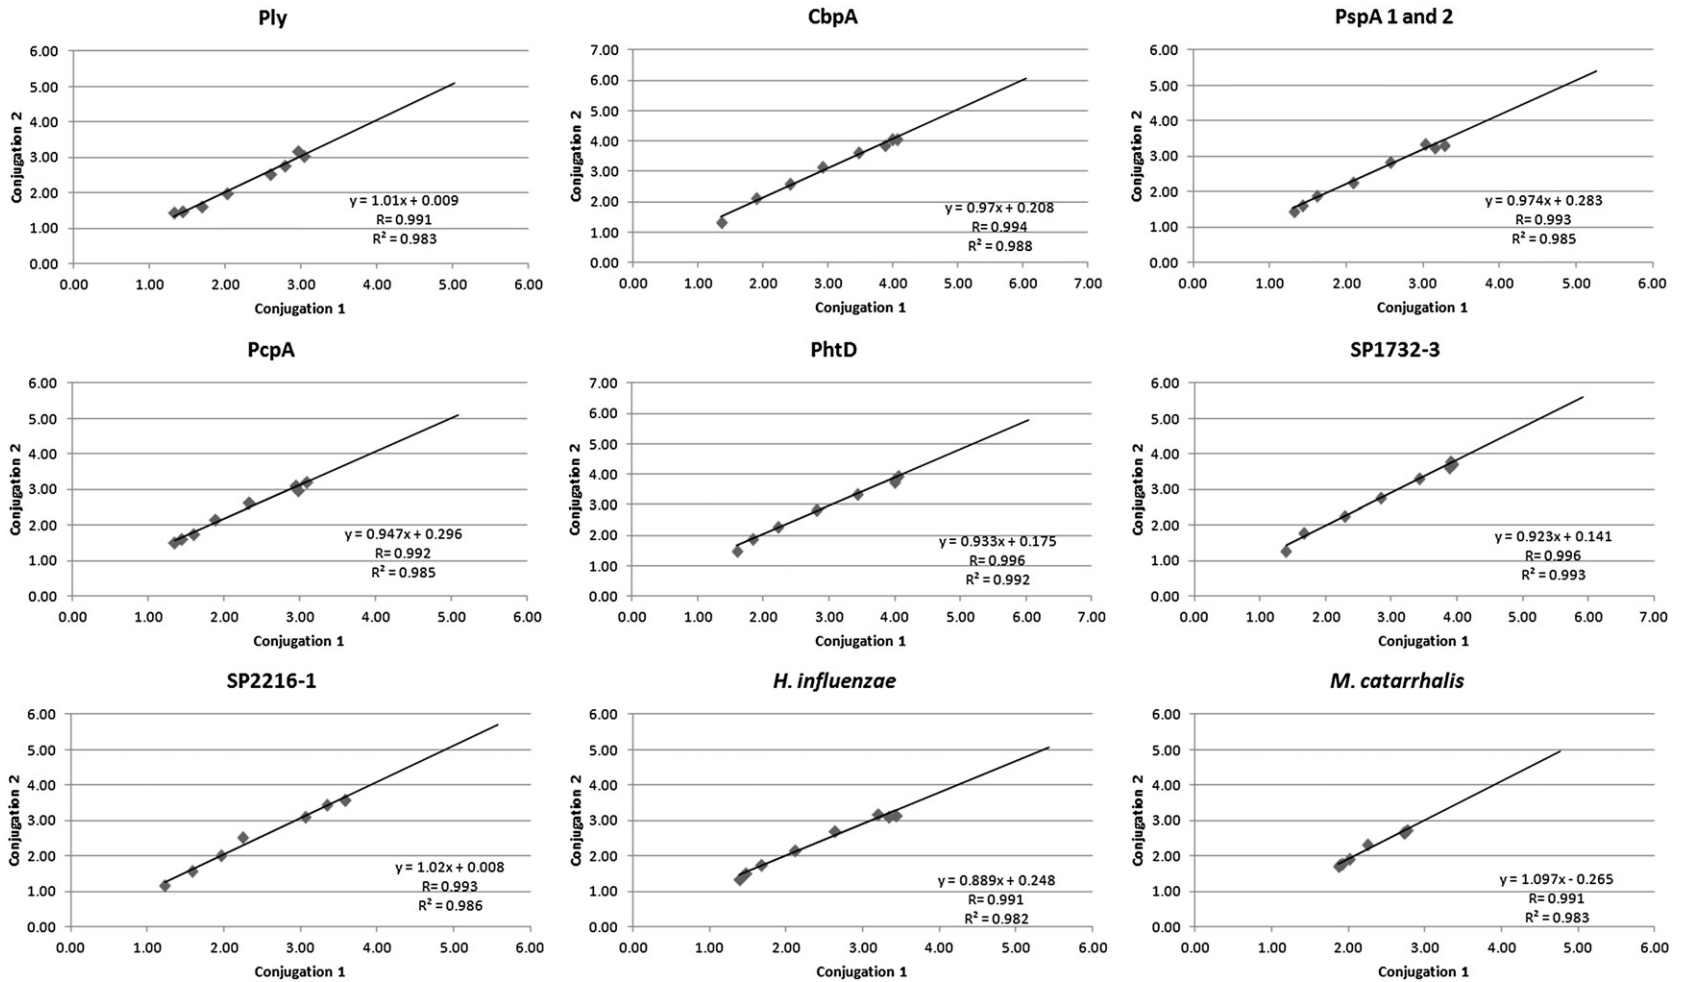 Ply
6.00
5.00
4.00
3.00
2.00
1.00
0.00
Conjugation 2
y = 1.01x + 0.009
R= 0.991
R² = 0.983
0.00 1.00 2.00 3.00 4.00 5.00 6.00
Conjugation 1
CbpA
7.00
6.00
5.00
4.00
3.00
2.00
1.00
0.00
Conjugation 2
y = 0.97x + 0.208
R= 0.994
R² = 0.988
0.00 1.00 2.00 3.00 4.00 5.00 6.00 7.00
Conjugation 1
PspA 1 and 2
6.00
5.00
4.00
3.00
2.00
1.00
0.00
Conjugation 2
y = 0.974x + 0.283
R= 0.993
R² = 0.985
0.00 1.00 2.00 3.00 4.00 5.00 6.00
Conjugation 1
PcpA
6.00
5.00
4.00
3.00
2.00
1.00
0.00
Conjugation 2
y = 0.947x + 0.296
R= 0.992
R² = 0.985
0.00 1.00 2.00 3.00 4.00 5.00 6.00
Conjugation 1
PhtD
7.00
6.00
5.00
4.00
3.00
2.00
1.00
0.00
Conjugation 2
y = 0.933x + 0.175
R= 0.996
R² = 0.992
0.00 1.00 2.00 3.00 4.00 5.00 6.00 7.00
Conjugation 1
SP1732-3
6.00
5.00
4.00
3.00
2.00
1.00
0.00
Conjugation 2
y = 0.923x + 0.141
R= 0.996
R² = 0.993
0.00 1.00 2.00 3.00 4.00 5.00 6.00 7.00
Conjugation 1
SP2216-1
6.00
5.00
4.00
3.00
2.00
1.00
0.00
Conjugation 2
y = 1.02x + 0.008
R= 0.993
R² = 0.986
0.00 1.00 2.00 3.00 4.00 5.00 6.00
Conjugation 1
H. influenzae
6.00
5.00
4.00
3.00
2.00
1.00
0.00
Conjugation 2
y = 0.889x + 0.248
R= 0.991
R² = 0.982
0.00 1.00 2.00 3.00 4.00 5.00 6.00
Conjugation 1
M. catarrhalis
6.00
5.00
4.00
3.00
2.00
1.00
0.00
Conjugation 2
y = 1.097x - 0.265
R= 0.991
R² = 0.983
0.00 1.00 2.00 3.00 4.00 5.00 6.00
Conjugation 1